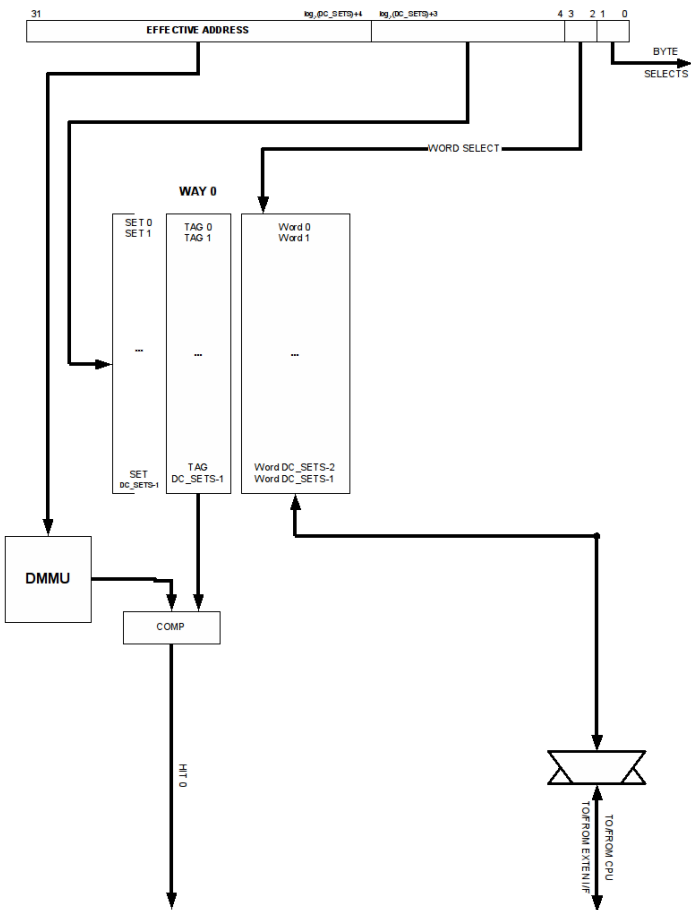 31
log₂(DC_SETS)+4
log₂(DC_SETS)+3
4 3 2 1 0
EFFECTIVE ADDRESS
BYTE
SELECTS
WORD SELECT
WAY 0
SET 0
SET 1
...
SET
DC_SETS-1
TAG 0
TAG 1
...
TAG
DC_SETS-1
Word 0
Word 1
...
Word DC_SETS-2
Word DC_SETS-1
DMMU
COMP
HIT 0
TO/FROM CPU
TO/FROM EXTEN I/F